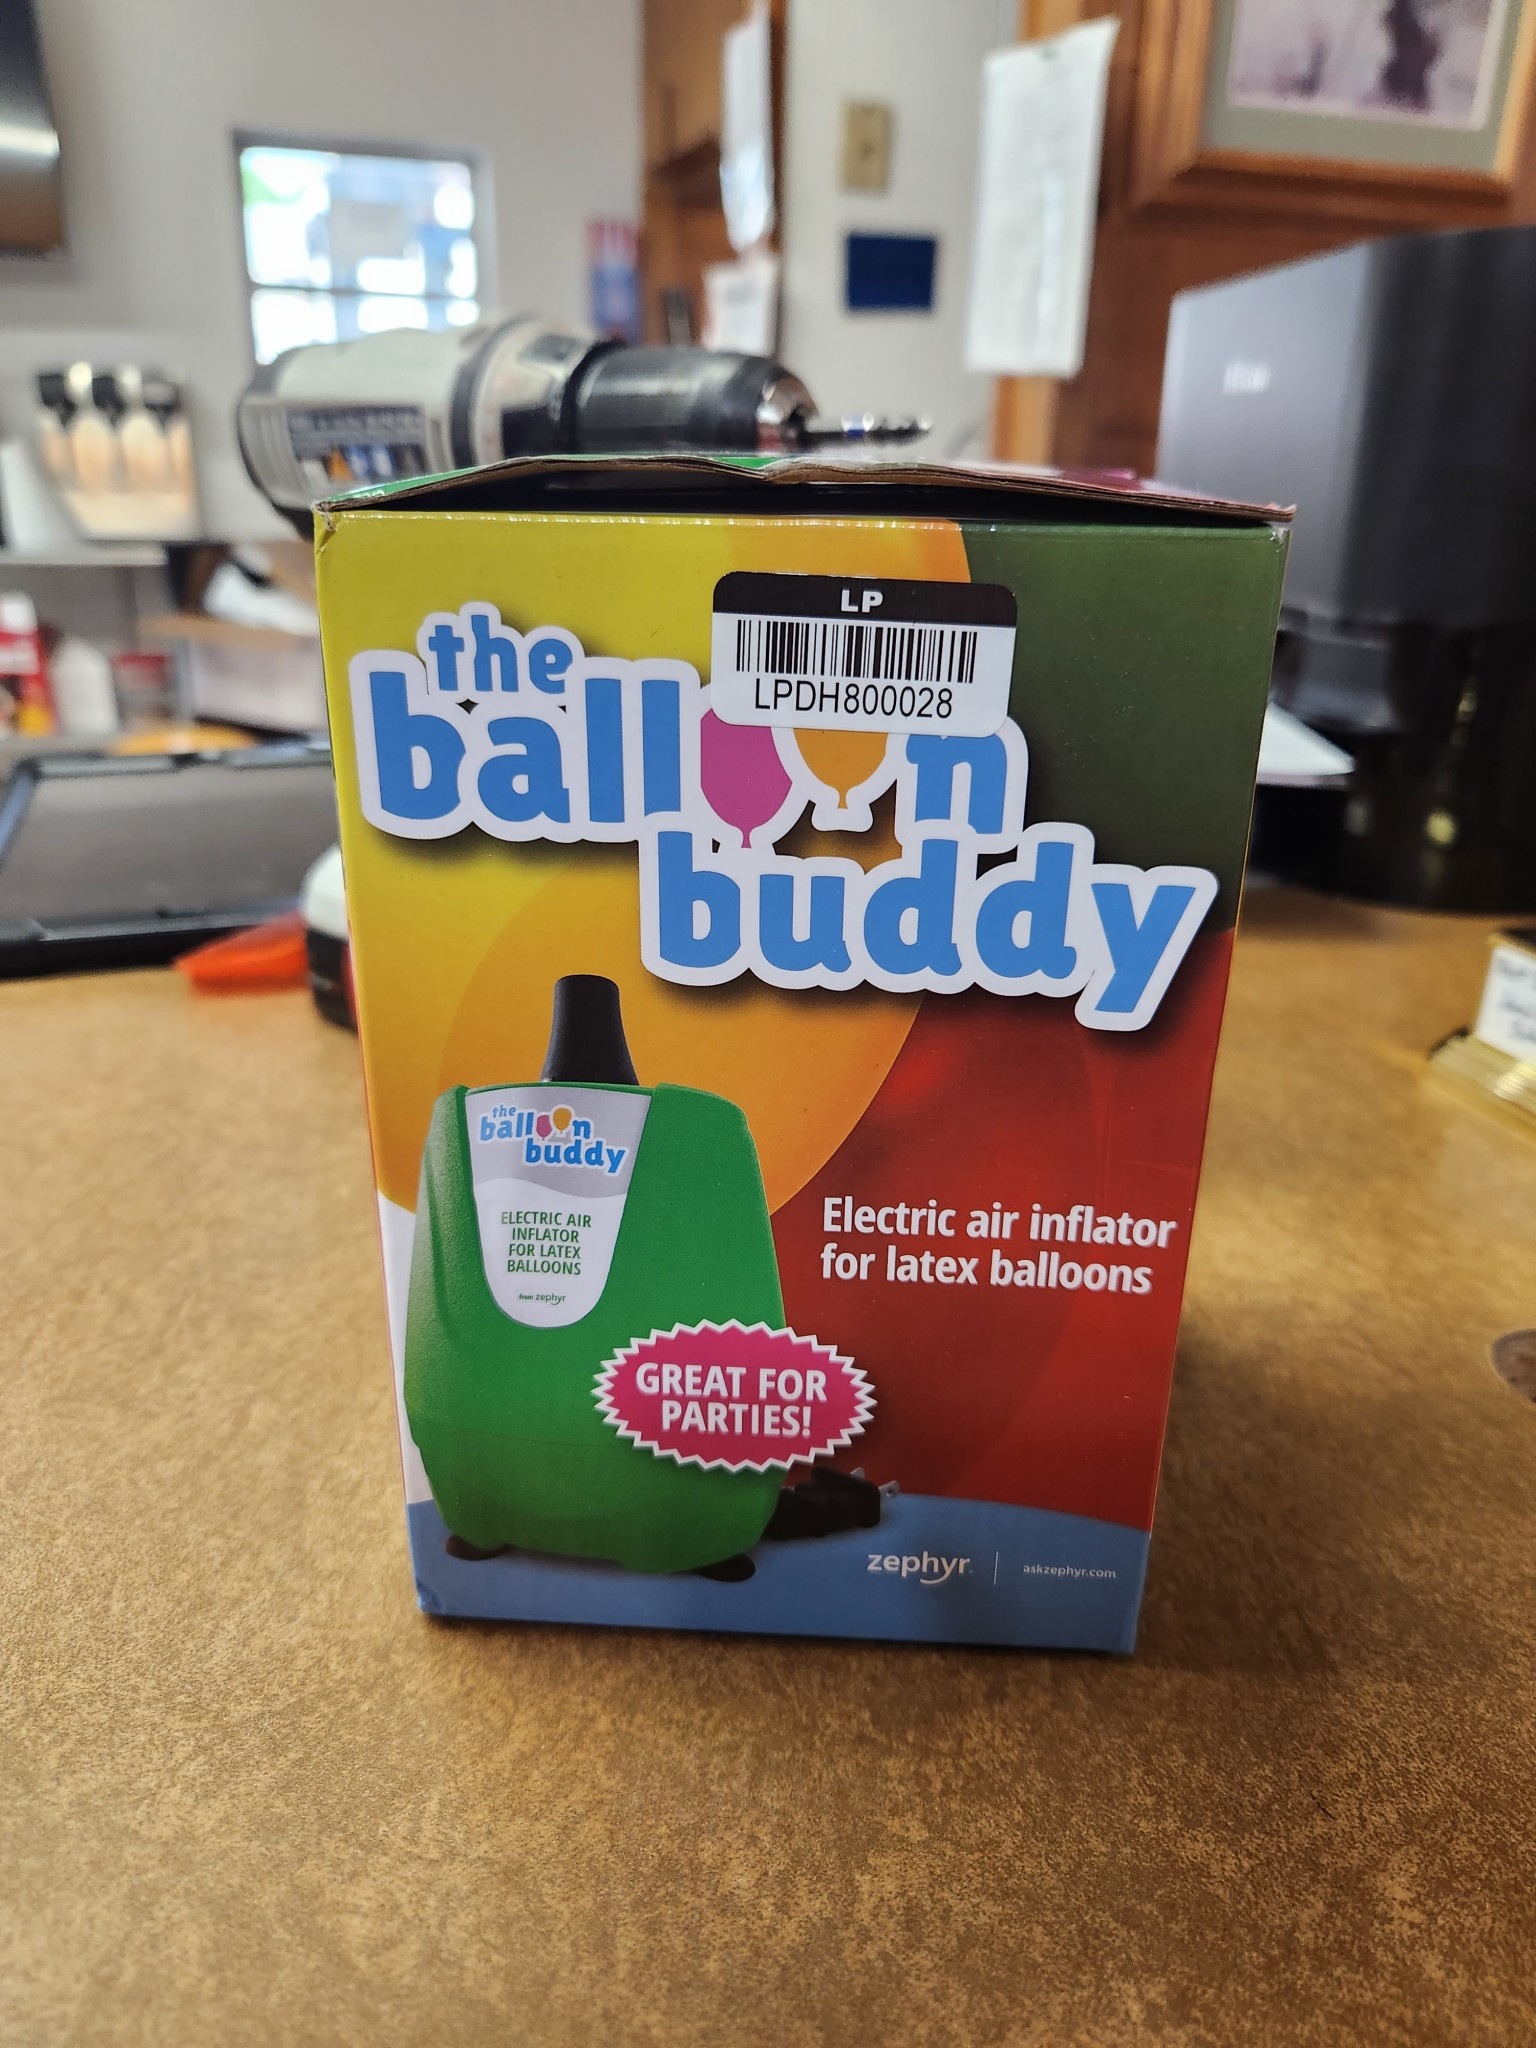 LP
LPDH800028
the
balloon
buddy
the
balloon
buddy
ELECTRIC AIR
INFLATOR
FOR LATEX
BALLOONS
from zephyr
Electric air inflator
for latex balloons
GREAT FOR
PARTIES!
zephyr
askzephyr.com